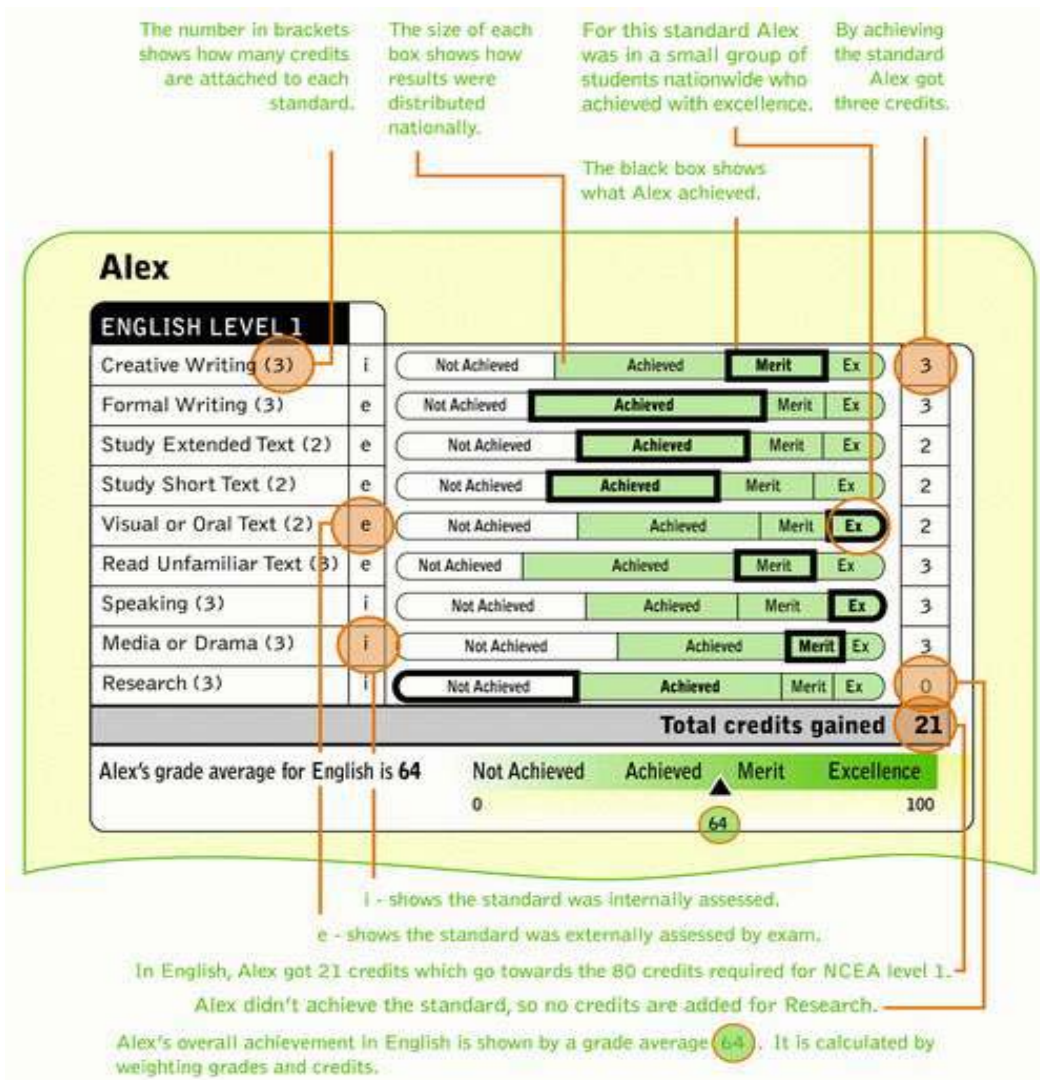 The number in brackets
shows how many credits
are attached to each
standard.
The size of each
box shows how
results were
distributed
nationally.
For this standard Alex
was in a small group of
students nationwide who
achieved with excellence.
By achieving
the standard
Alex got
three credits.
The black box shows
what Alex achieved.
Alex
ENGLISH LEVEL 1
Creative Writing (3) i Not Achieved Achieved Merit Ex 3
Formal Writing (3) e Not Achieved Achieved Merit Ex 3
Study Extended Text (2) e Not Achieved Achieved Merit Ex 2
Study Short Text (2) e Not Achieved Achieved Merit Ex 2
Visual or Oral Text (2) e Not Achieved Achieved Merit Ex 2
Read Unfamiliar Text (3) e Not Achieved Achieved Merit Ex 3
Speaking (3) i Not Achieved Achieved Merit Ex 3
Media or Drama (3) i Not Achieved Achieved Merit Ex 3
Research (3) i Not Achieved Achieved Merit Ex 0
Total credits gained 21
Alex's grade average for English is 64 Not Achieved Achieved Merit Excellence
0 100
64
i - shows the standard was internally assessed.
e - shows the standard was externally assessed by exam.
In English, Alex got 21 credits which go towards the 80 credits required for NCEA level 1.
Alex didn't achieve the standard, so no credits are added for Research.
Alex's overall achievement in English is shown by a grade average 64. It is calculated by
weighting grades and credits.